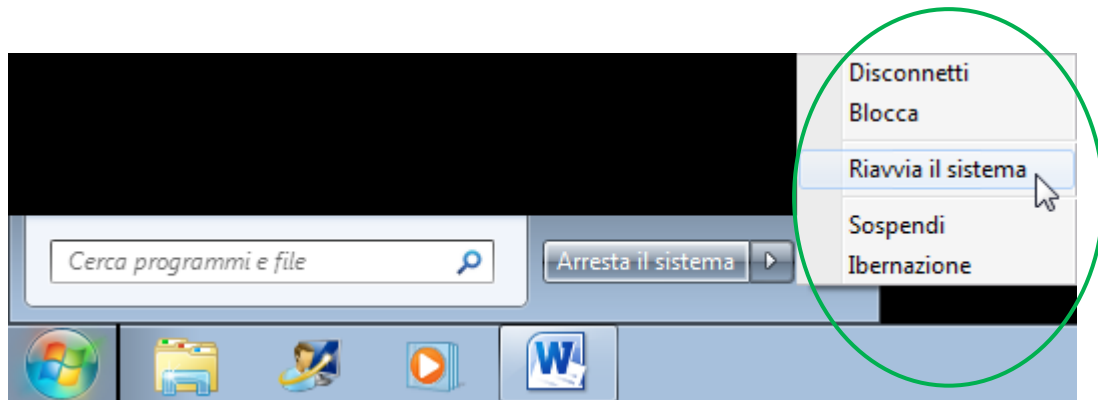 Disconnetti
Blocca
Riavvia il sistema
Sospendi
Ibernazione
Cerca programmi e file
Arresta il sistema
W